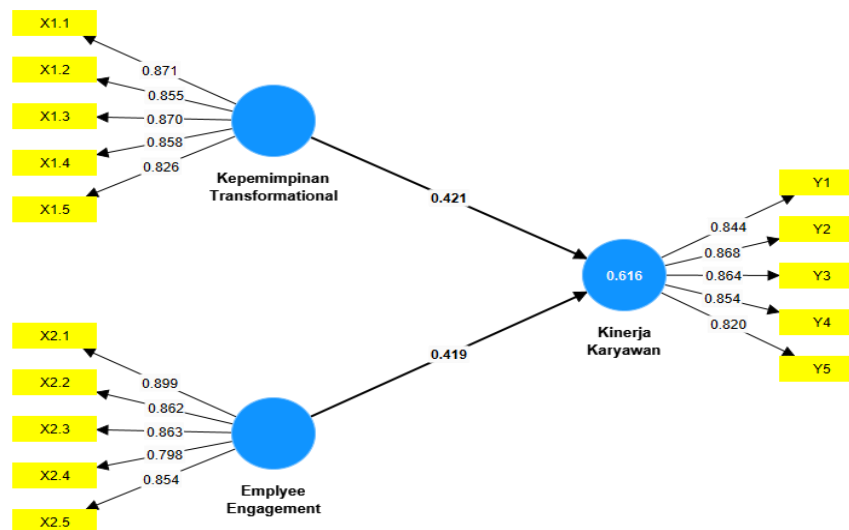 X1.1
X1.2
X1.3
X1.4
X1.5
0.871
0.855
0.870
0.858
0.826
Kepemimpinan
Transformational
0.421
X2.1
X2.2
X2.3
X2.4
X2.5
0.899
0.862
0.863
0.798
0.854
Emplyee
Engagement
0.419
0.616
Kinerja
Karyawan
0.844
0.868
0.864
0.854
0.820
Y1
Y2
Y3
Y4
Y5